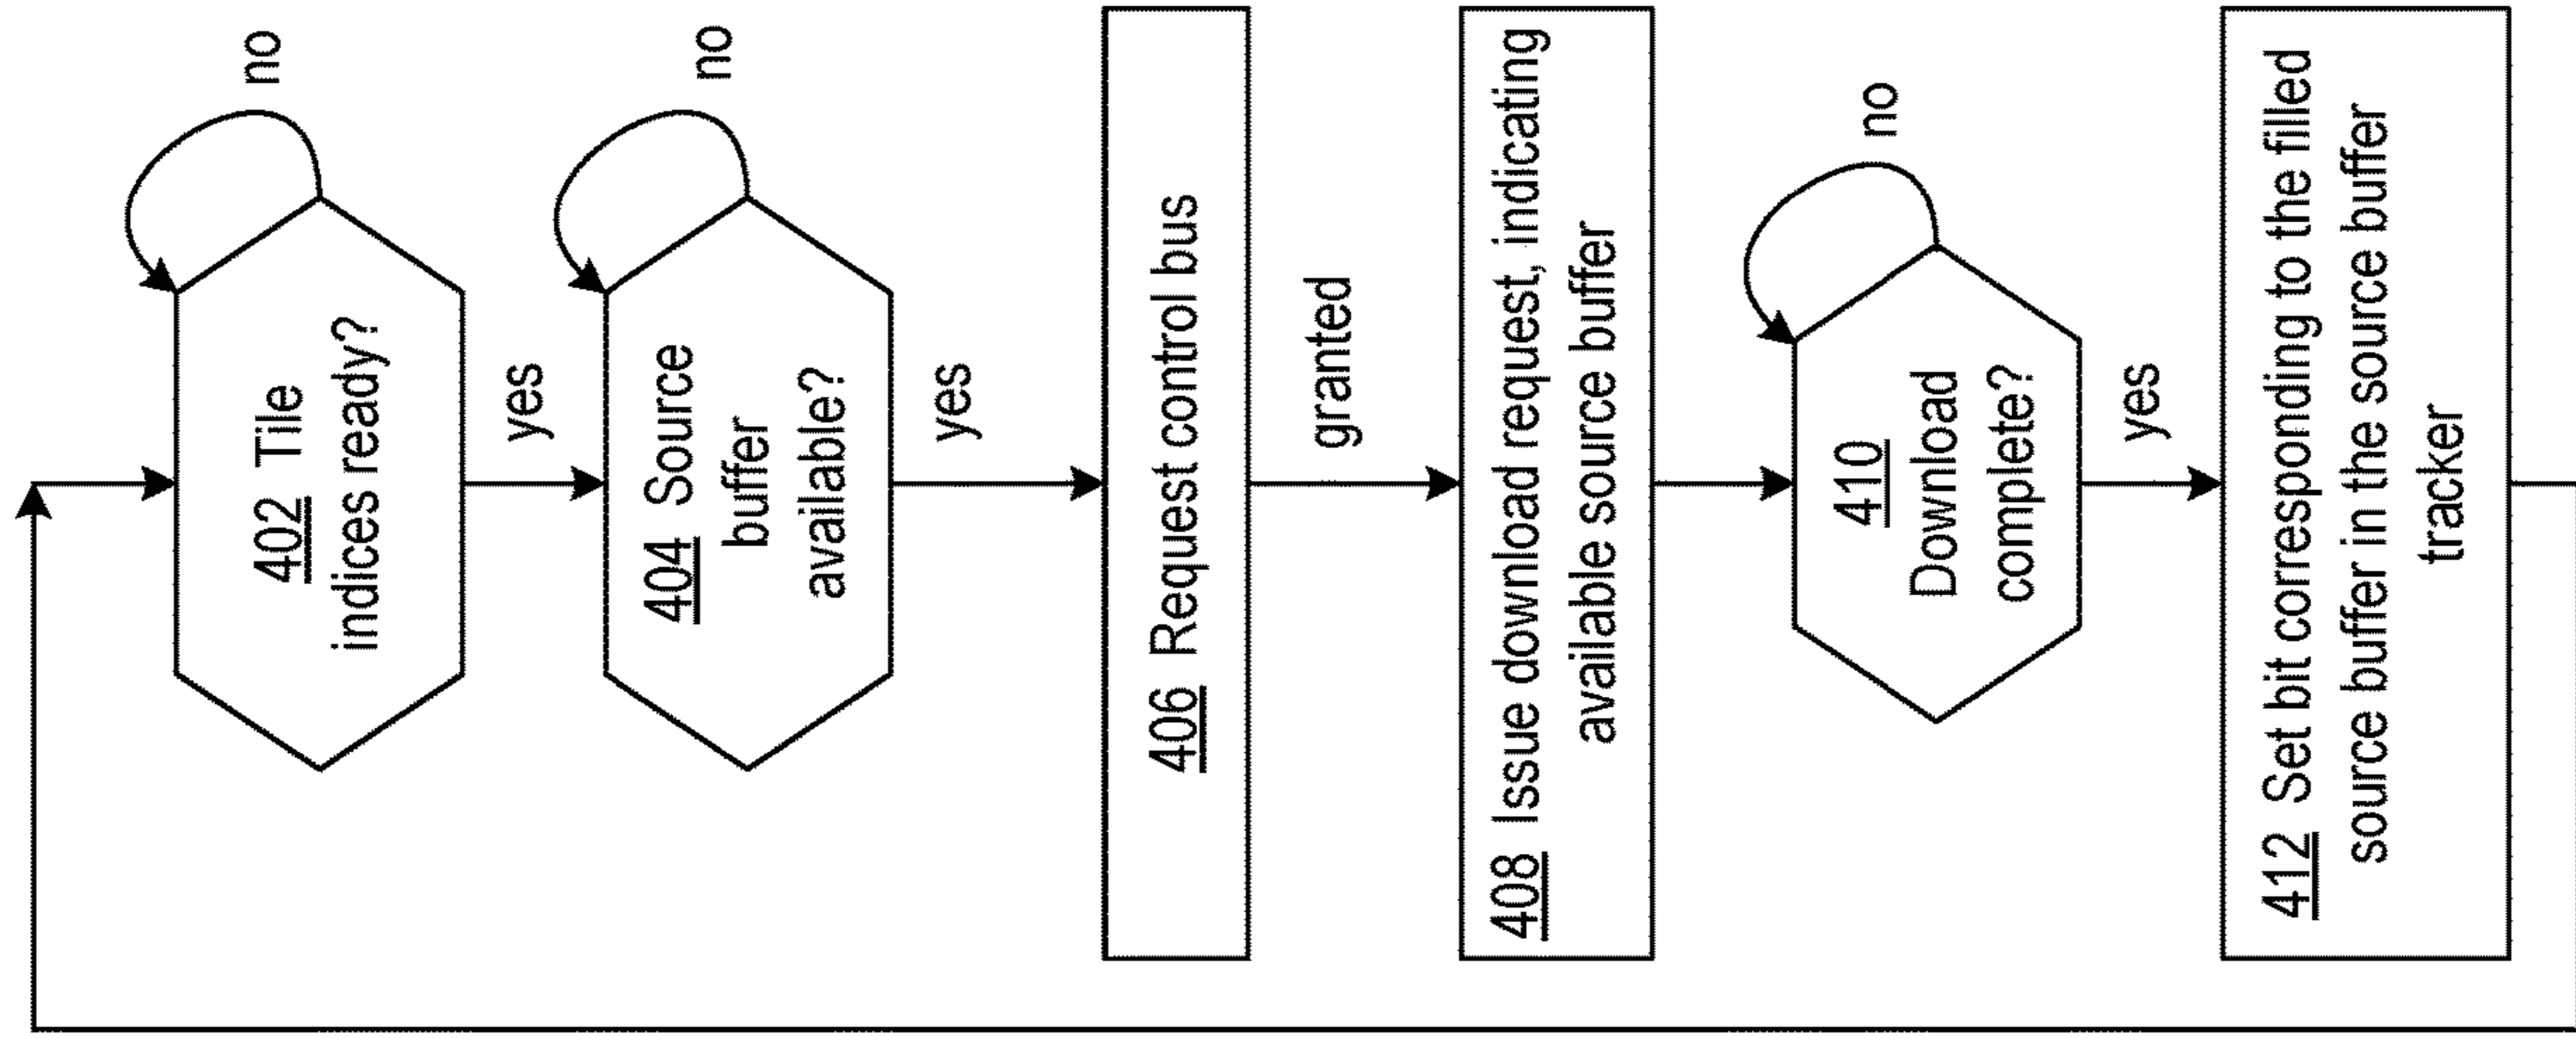 402 Tile
indices ready?
no
yes
404 Source
buffer
available?
no
yes
406 Request control bus
granted
408 Issue download request, indicating
available source buffer
410
Download
complete?
no
yes
412 Set bit corresponding to the filled
source buffer in the source buffer
tracker